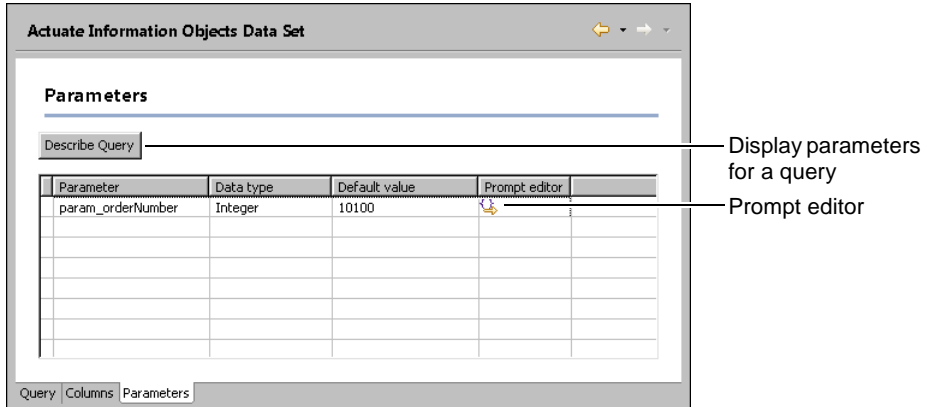 Actuate Information Objects Data Set
Parameters
Describe Query
Display parameters
for a query
Parameter Data type Default value Prompt editor
param_orderNumber Integer 10100
Prompt editor
Query Columns Parameters